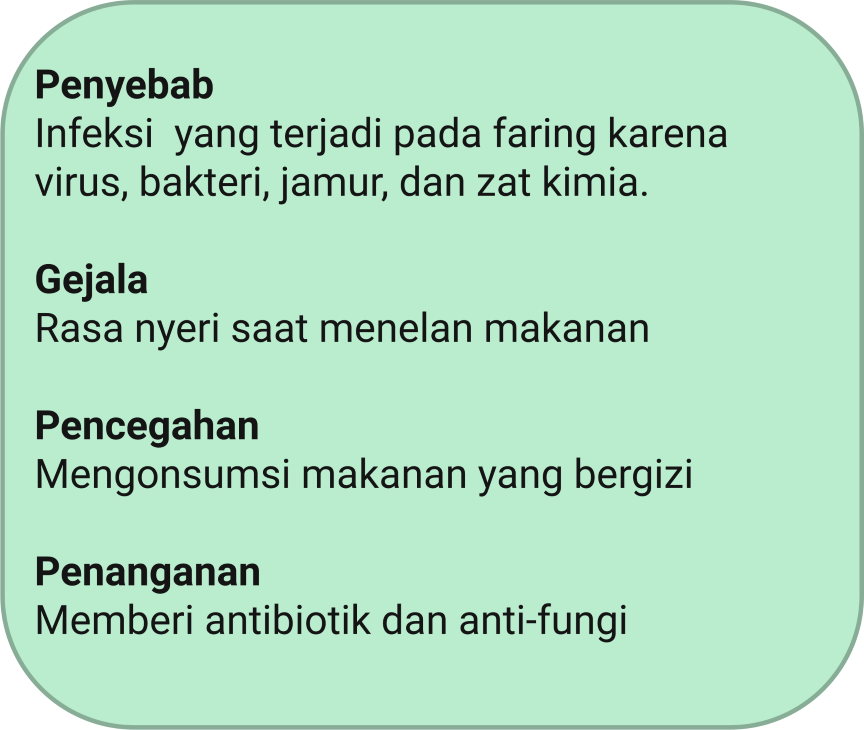 Penyebab
Infeksi  yang terjadi pada faring karena
virus, bakteri, jamur, dan zat kimia.
Gejala
Rasa nyeri saat menelan makanan
Pencegahan
Mengonsumsi makanan yang bergizi
Penanganan
Memberi antibiotik dan anti-fungi